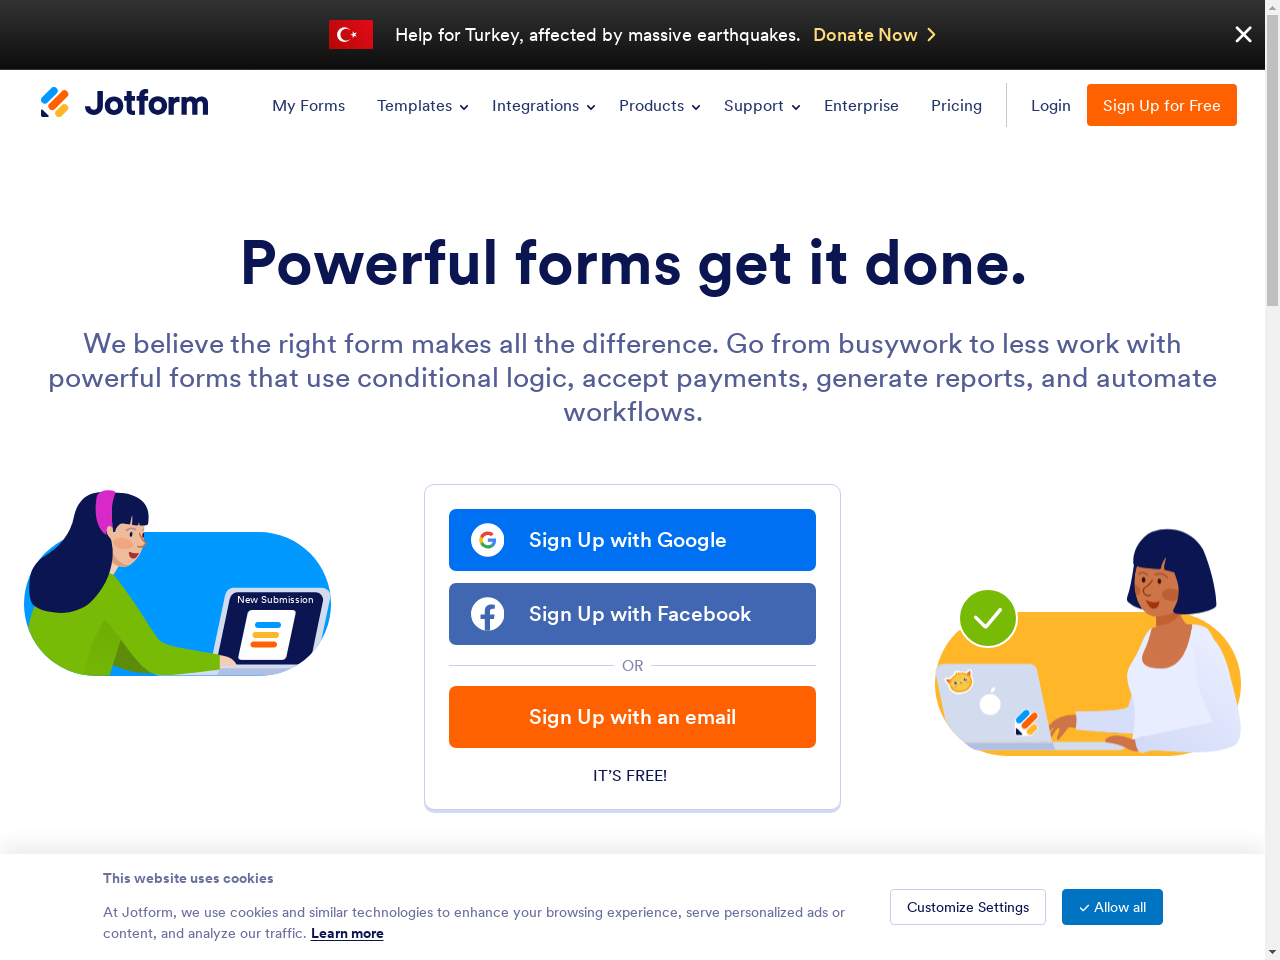 Help for Turkey, affected by massive earthquakes. Donate Now
Jotform
My Forms Templates Integrations Products Support Enterprise Pricing Login Sign Up for Free
Powerful forms get it done.
We believe the right form makes all the difference. Go from busywork to less work with
powerful forms that use conditional logic, accept payments, generate reports, and automate
workflows.
New Submission
Sign Up with Google
Sign Up with Facebook
OR
Sign Up with an email
IT’S FREE!
This website uses cookies
At Jotform, we use cookies and similar technologies to enhance your browsing experience, serve personalized ads or
content, and analyze our traffic. Learn more
Customize Settings
Allow all